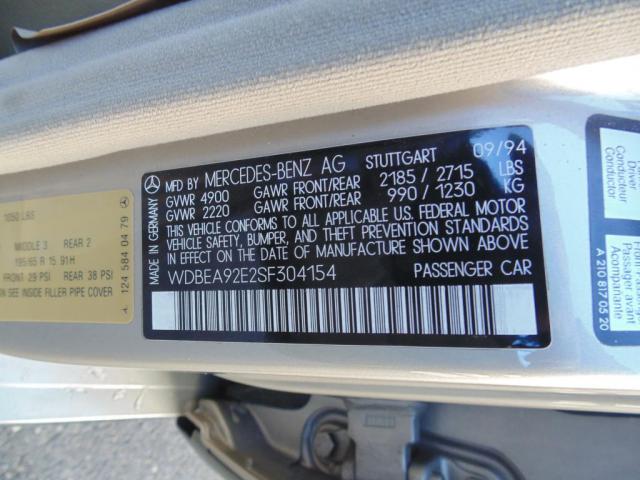 1050 LBS
MIDDLE 3 REAR 2
195/65 R 15 91H
FRONT 29 PSI REAR 38 PSI
SEE INSIDE FILLER PIPE COVER
124 584 04 79
MADE IN GERMANY
MFD BY MERCEDES-BENZ AG STUTTGART 09/94
GVWR 4900 GAWR FRONT/REAR 2185 / 2715 LBS
GVWR 2220 GAWR FRONT/REAR 990 / 1230 KG
THIS VEHICLE CONFORMS TO ALL APPLICABLE U.S. FEDERAL MOTOR
VEHICLE SAFETY, BUMPER, AND THEFT PREVENTION STANDARDS
IN EFFECT ON THE DATE OF MANUFACTURE SHOWN ABOVE.
WDBEA92E2SF304154 PASSENGER CAR
Driver
Conducteur
Conductor
Passenger
Passager avant
Acompanante
A 210 817 05 20